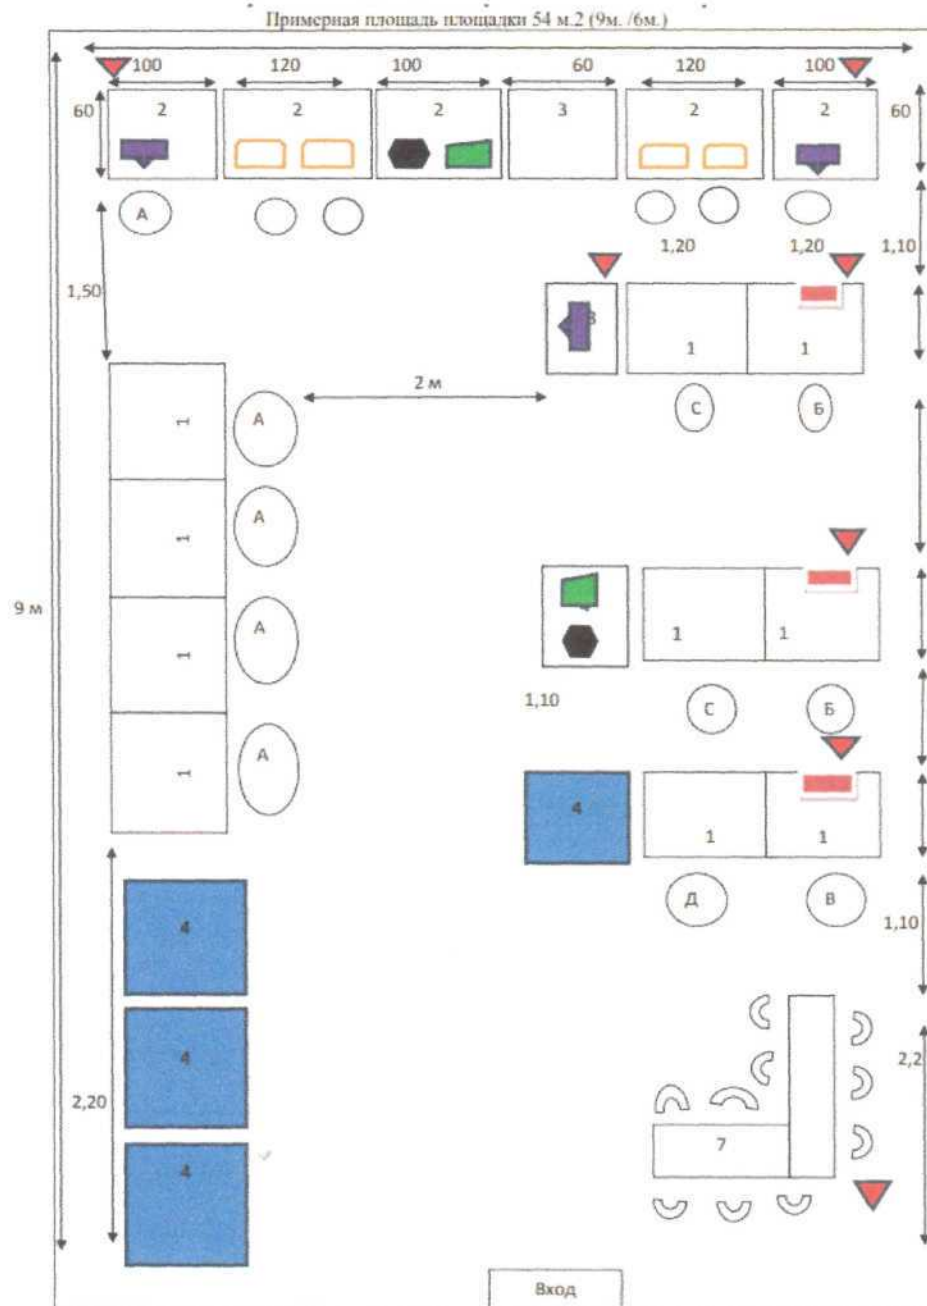 Примерная площадь площадки 54 м.2 (9м. /6м.)
100 120 100 60 120 100
60 2 2 2 3 2 2 60
А
1,20 1,20 1,10
1,50
3 1 1
2 м
С Б
1 А
1 А
9 м
1 А
1 1
1,10
С Б
1 А
4 1 1
Д В
1,10
4
4
2,2
2,20
7
4
Вход